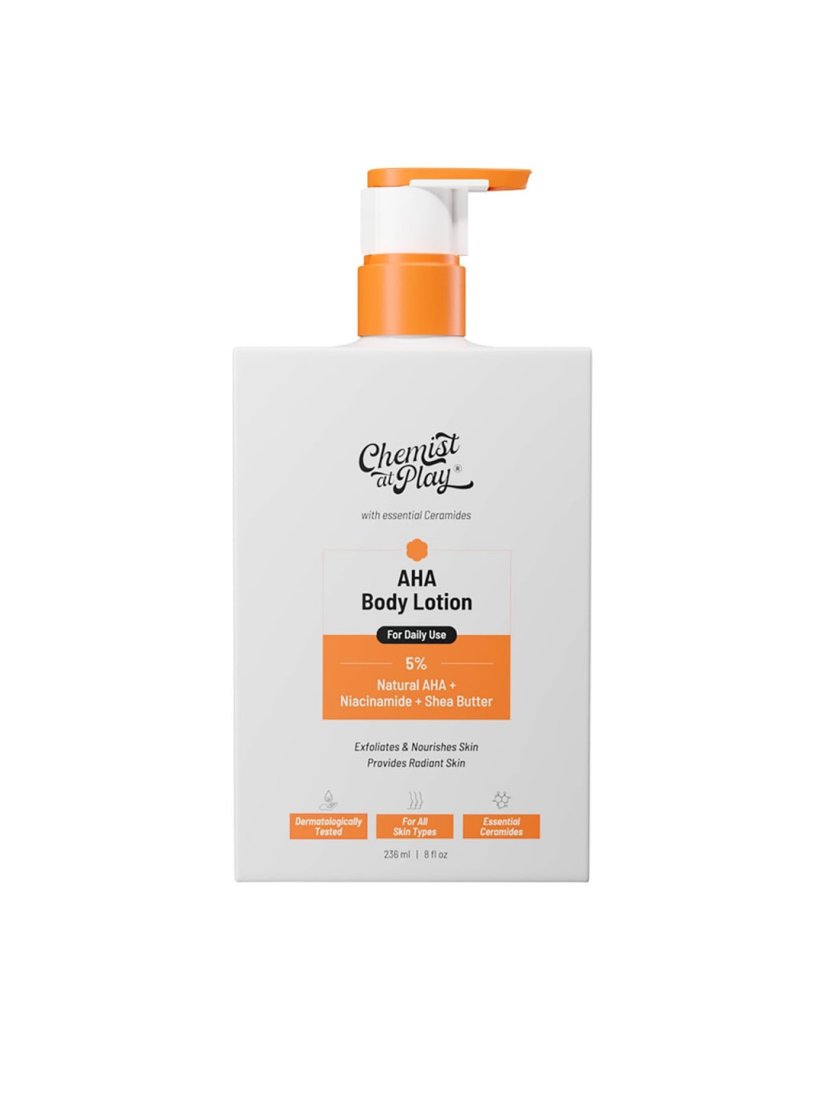 Chemist
at Play®
with essential Ceramides
AHA
Body Lotion
For Daily Use
5%
Natural AHA +
Niacinamide + Shea Butter
Exfoliates & Nourishes Skin
Provides Radiant Skin
Dermatologically
Tested
For All
Skin Types
Essential
Ceramides
236 ml | 8 fl oz